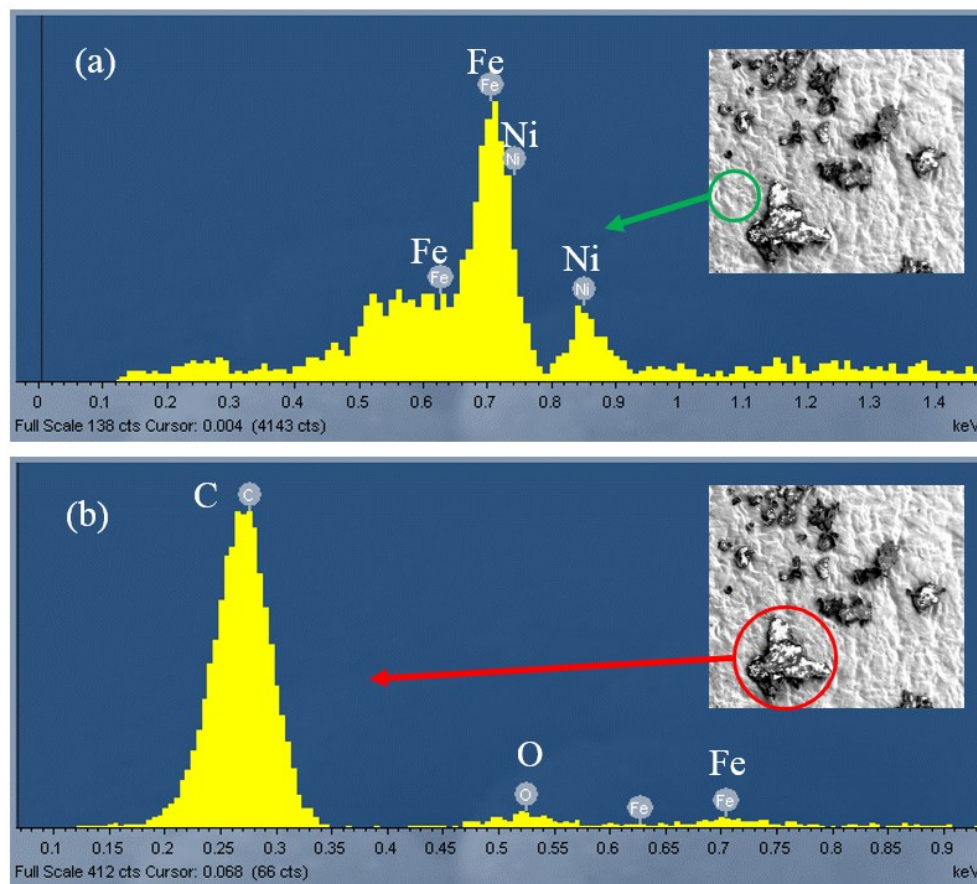 (a)
Fe
Fe
Ni
Ni
Fe
Fe
Ni
Ni
0 0.1 0.2 0.3 0.4 0.5 0.6 0.7 0.8 0.9 1 1.1 1.2 1.3 1.4
Full Scale 138 cts Cursor: 0.004 (4143 cts)
keV
(b)
C
C
O
O
Fe
Fe
Fe
0.1 0.15 0.2 0.25 0.3 0.35 0.4 0.45 0.5 0.55 0.6 0.65 0.7 0.75 0.8 0.85 0.9
Full Scale 412 cts Cursor: 0.068 (66 cts)
keV